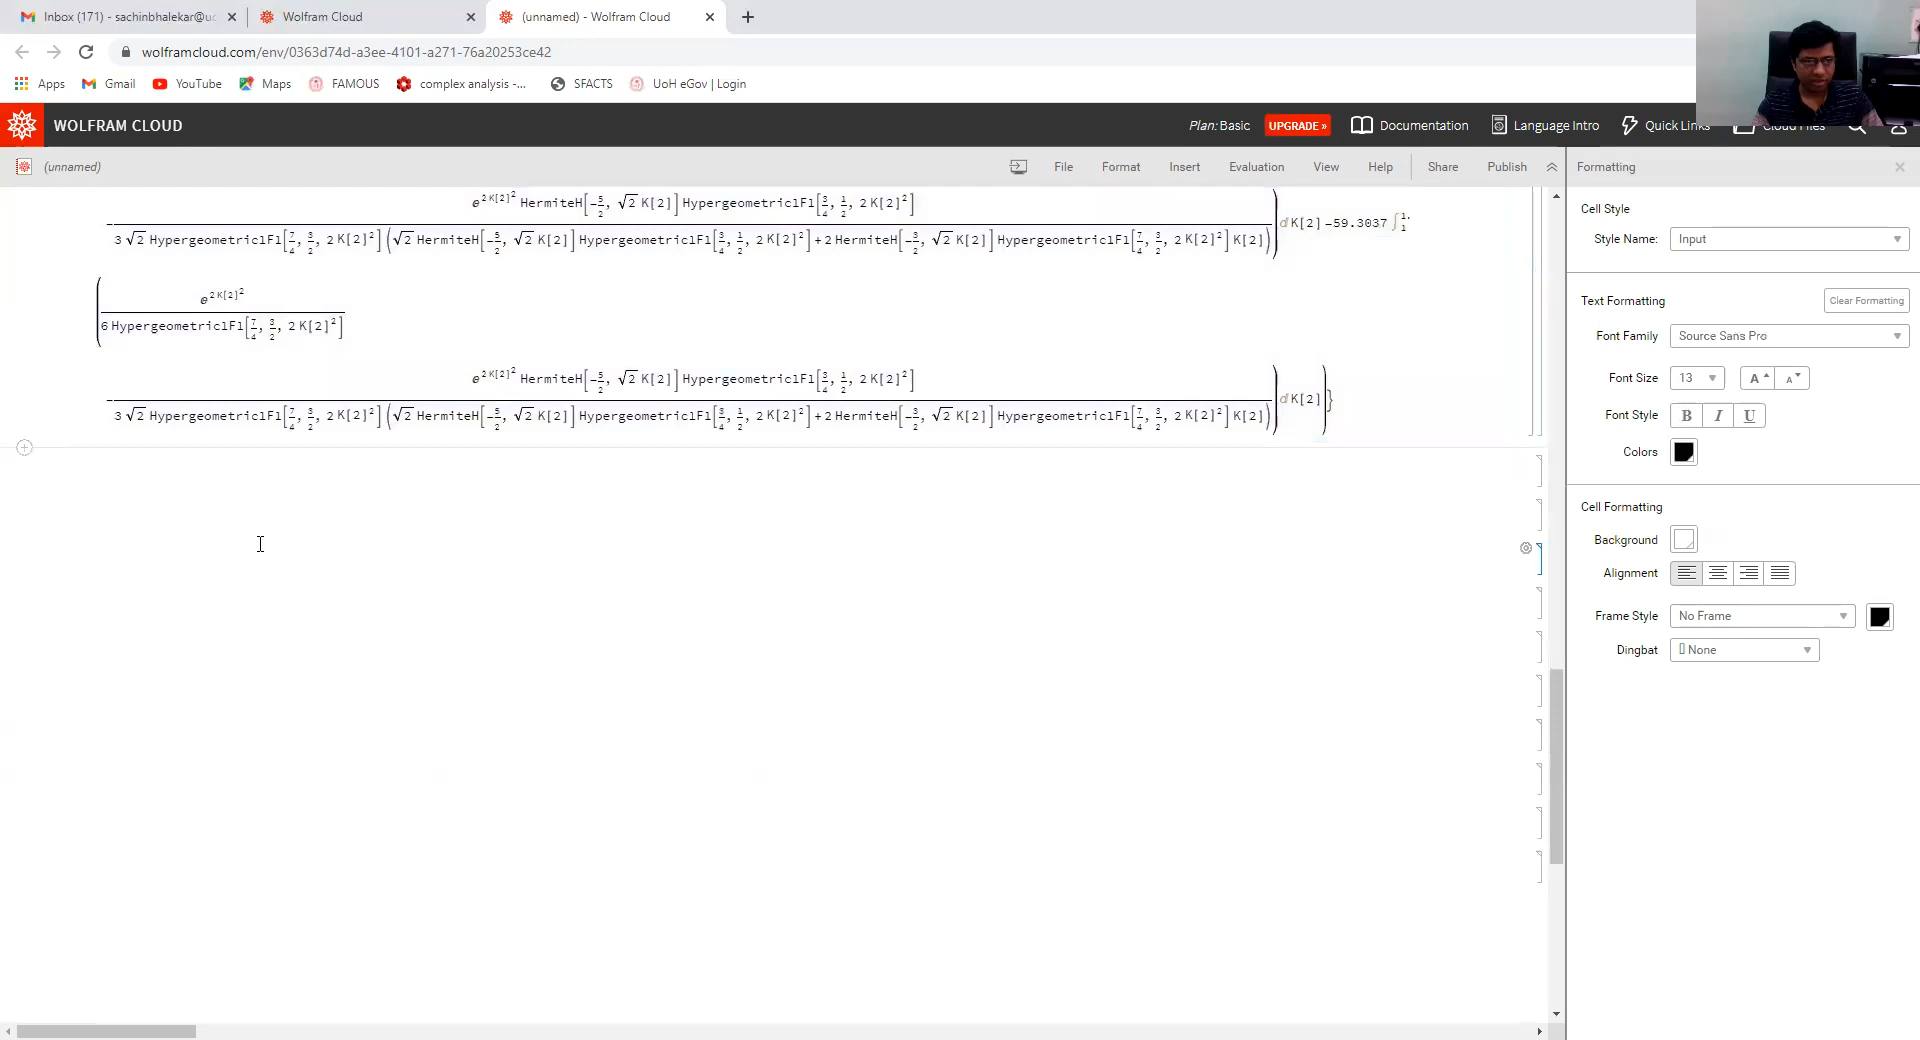 Inbox (171) - sachinbhalekar@u
Wolfram Cloud
(unnamed) - Wolfram Cloud
wolframcloud.com/env/0363d74d-a3ee-4101-a271-76a20253ce42
Apps Gmail YouTube Maps FAMOUS complex analysis -... SFACTS UoH eGov | Login
WOLFRAM CLOUD
Plan: Basic UPGRADE » Documentation Language Intro Quick Links Cloud Files
(unnamed)
File Format Insert Evaluation View Help Share Publish
Formatting
e^(2 K[2]^2) HermiteH[-5/2, √2 K[2]] Hypergeometric1F1[3/4, 1/2, 2 K[2]^2]
3 √2 Hypergeometric1F1[7/4, 3/2, 2 K[2]^2] (√2 HermiteH[-5/2, √2 K[2]] Hypergeometric1F1[3/4, 1/2, 2 K[2]^2] + 2 HermiteH[-3/2, √2 K[2]] Hypergeometric1F1[7/4, 3/2, 2 K[2]^2] K[2])) ⅆK[2] -59.3037 ∫_1^1.
(e^(2 K[2]^2)
6 Hypergeometric1F1[7/4, 3/2, 2 K[2]^2]
e^(2 K[2]^2) HermiteH[-5/2, √2 K[2]] Hypergeometric1F1[3/4, 1/2, 2 K[2]^2]
3 √2 Hypergeometric1F1[7/4, 3/2, 2 K[2]^2] (√2 HermiteH[-5/2, √2 K[2]] Hypergeometric1F1[3/4, 1/2, 2 K[2]^2] + 2 HermiteH[-3/2, √2 K[2]] Hypergeometric1F1[7/4, 3/2, 2 K[2]^2] K[2])) ⅆK[2])}
Cell Style
Style Name: Input
Text Formatting Clear Formatting
Font Family Source Sans Pro
Font Size 13 A A
Font Style B I U
Colors
Cell Formatting
Background
Alignment
Frame Style No Frame
Dingbat None